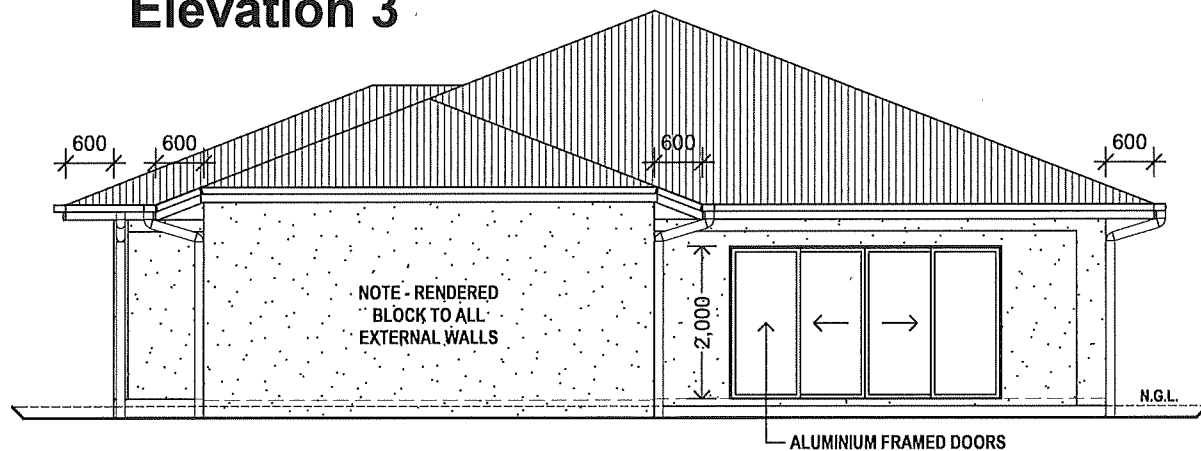 Elevation 3
600
600
600
600
NOTE - RENDERED
BLOCK TO ALL
EXTERNAL WALLS
2,000
N.G.L.
ALUMINIUM FRAMED DOORS